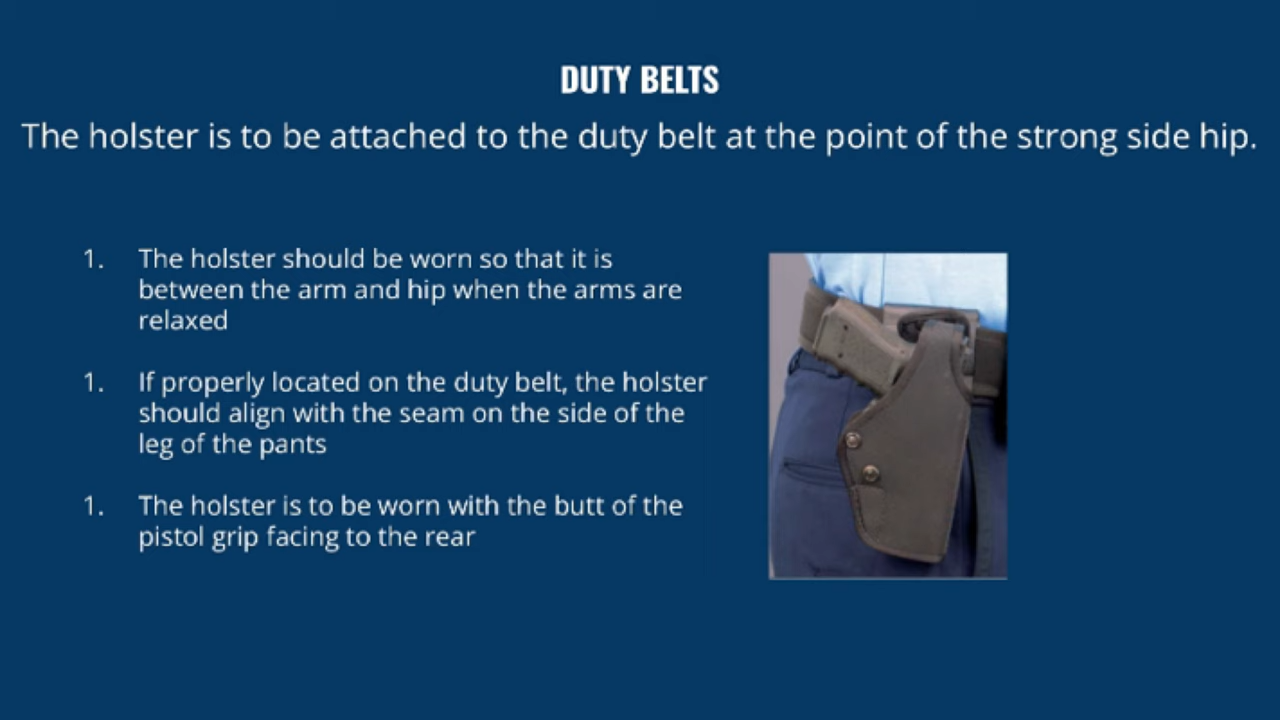 DUTY BELTS
The holster is to be attached to the duty belt at the point of the strong side hip.
1. The holster should be worn so that it is
between the arm and hip when the arms are
relaxed
1. If properly located on the duty belt, the holster
should align with the seam on the side of the
leg of the pants
1. The holster is to be worn with the butt of the
pistol grip facing to the rear